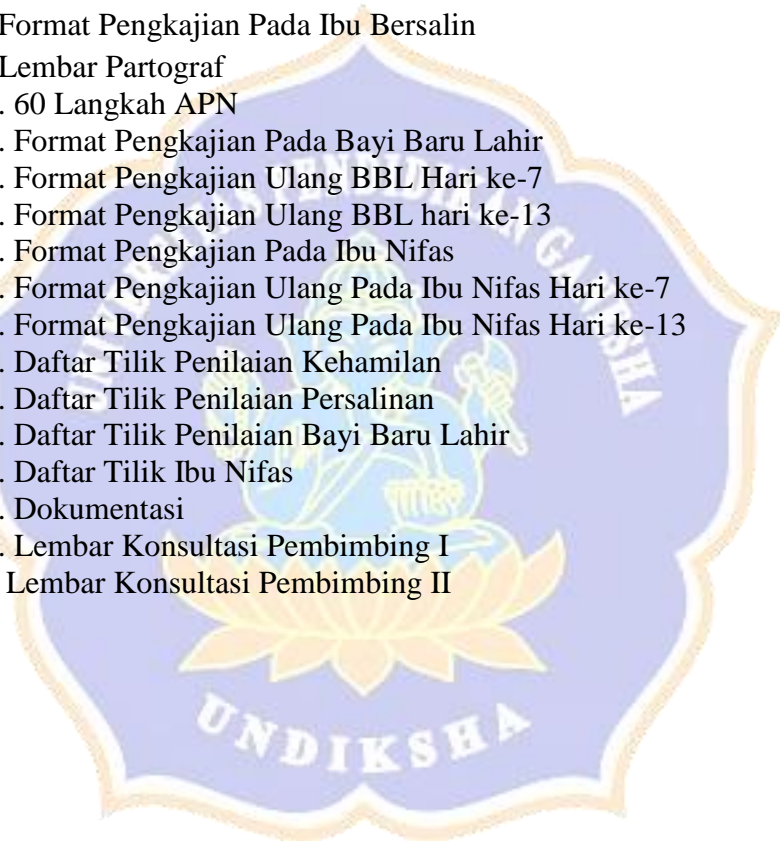 Format Pengkajian Pada Ibu Bersalin
Lembar Partograf
. 60 Langkah APN
. Format Pengkajian Pada Bayi Baru Lahir
. Format Pengkajian Ulang BBL Hari ke-7
. Format Pengkajian Ulang BBL hari ke-13
. Format Pengkajian Pada Ibu Nifas
. Format Pengkajian Ulang Pada Ibu Nifas Hari ke-7
. Format Pengkajian Ulang Pada Ibu Nifas Hari ke-13
. Daftar Tilik Penilaian Kehamilan
. Daftar Tilik Penilaian Persalinan
. Daftar Tilik Penilaian Bayi Baru Lahir
. Daftar Tilik Ibu Nifas
. Dokumentasi
. Lembar Konsultasi Pembimbing I
Lembar Konsultasi Pembimbing II
UNIVERSITAS PENDIDIKAN GANESHA
UNDIKSHA